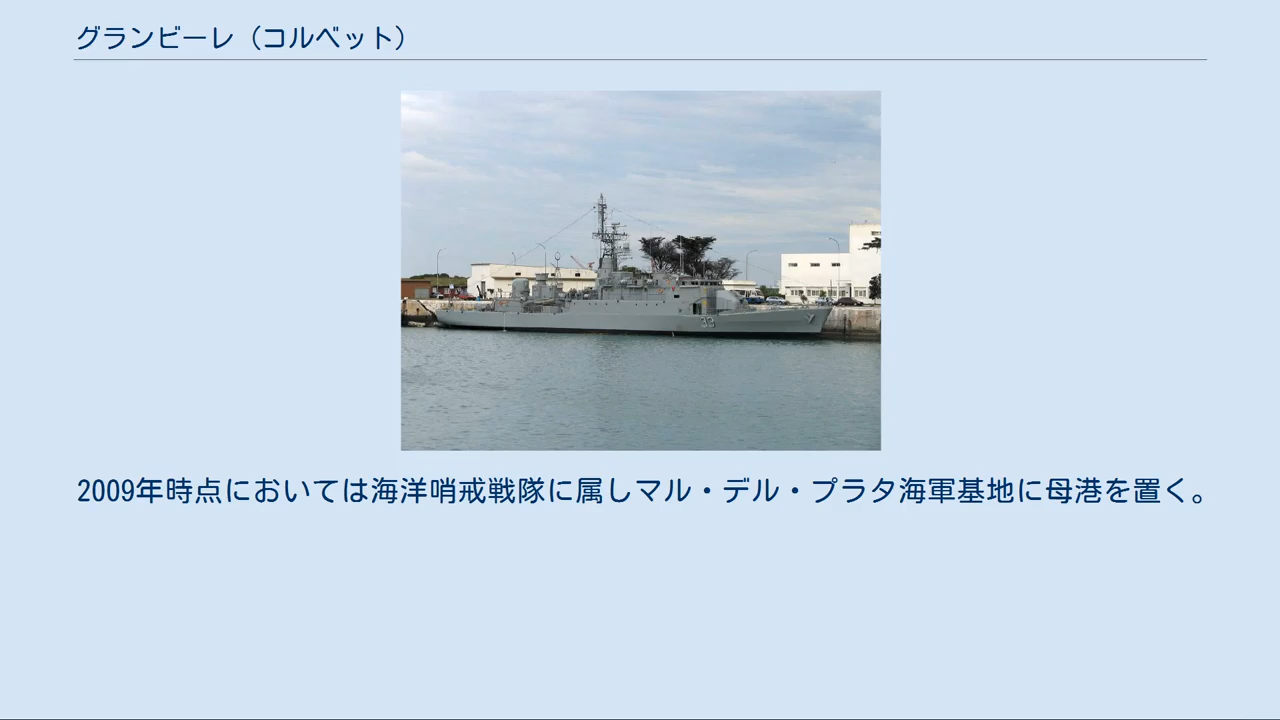 グランビーレ（コルベット）
33
2009年時点においては海洋哨戒戦隊に属しマル・デル・プラタ海軍基地に母港を置く。